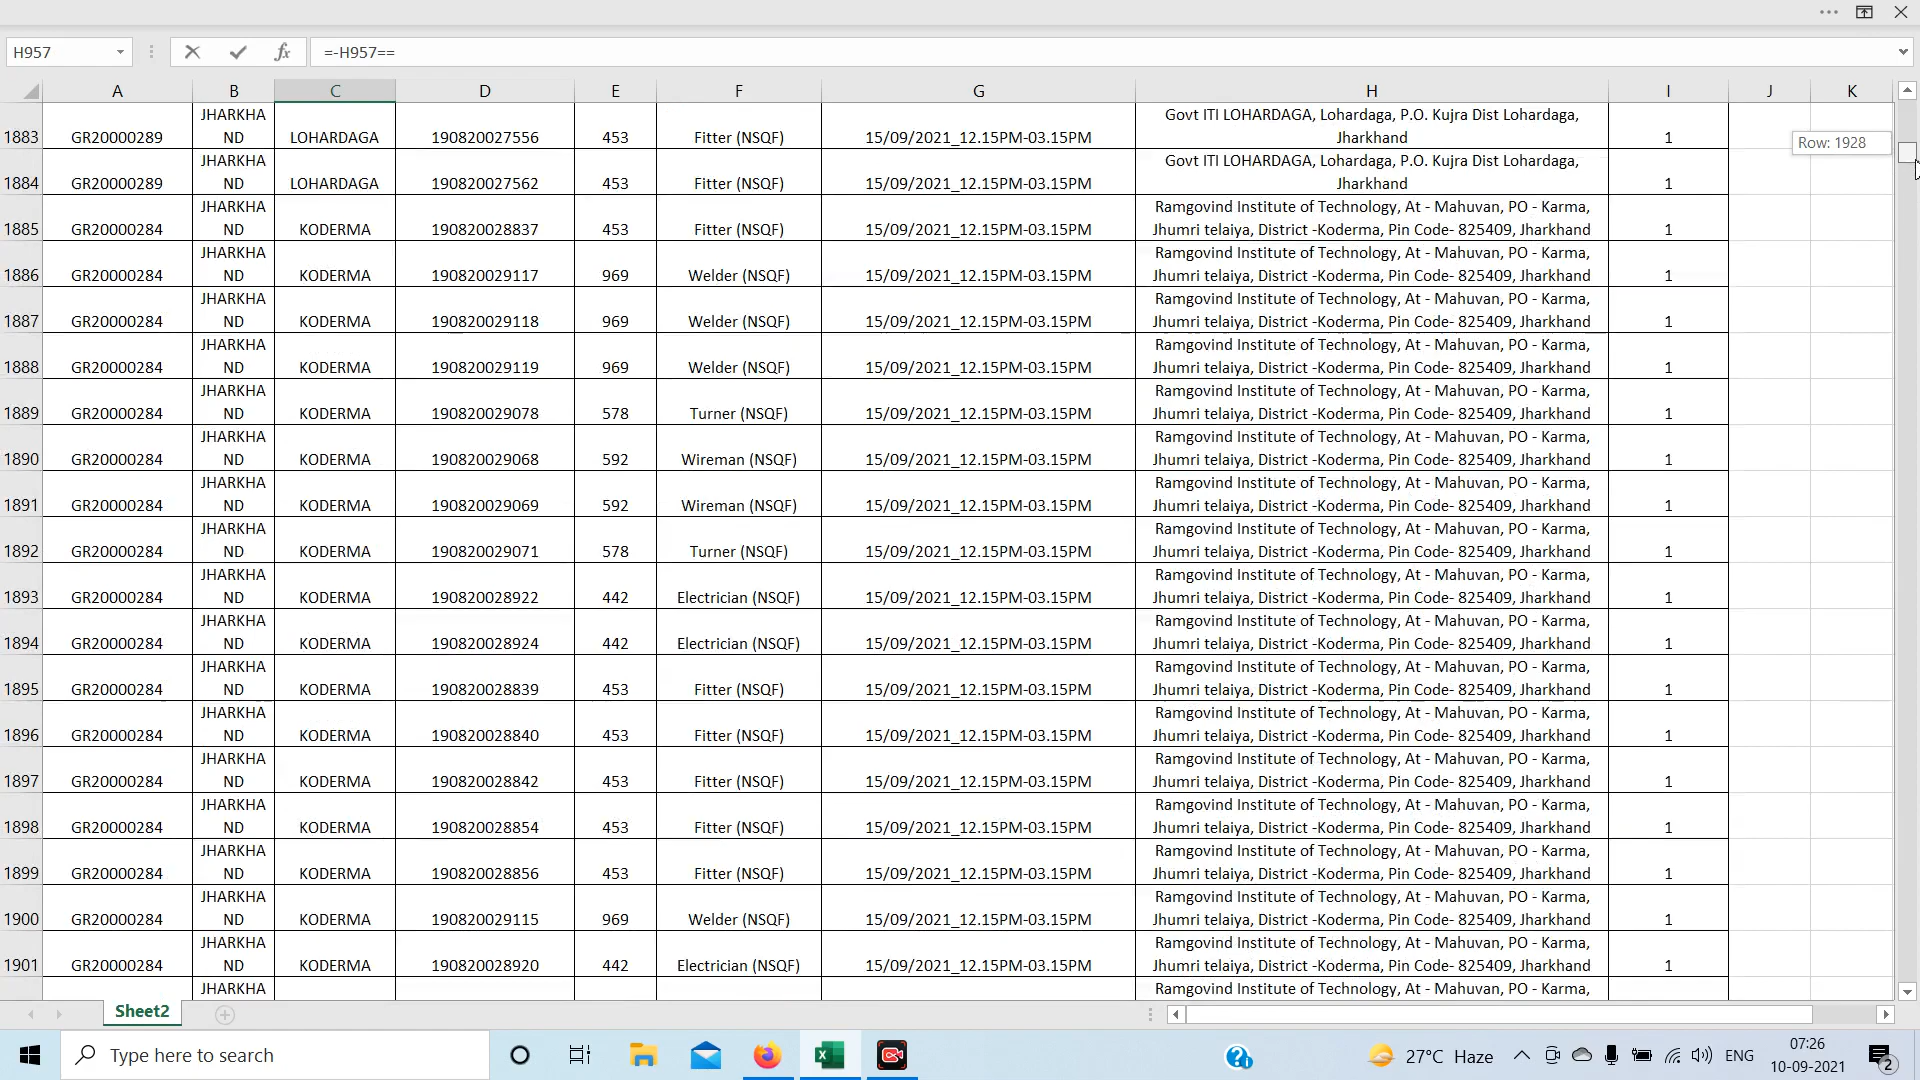 H957 =-H957==
A B C D E F G H I J K
JHARKHA Govt ITI LOHARDAGA, Lohardaga, P.O. Kujra Dist Lohardaga,
1883 GR20000289 ND LOHARDAGA 190820027556 453 Fitter (NSQF) 15/09/2021_12.15PM-03.15PM Jharkhand 1
Row: 1928
JHARKHA Govt ITI LOHARDAGA, Lohardaga, P.O. Kujra Dist Lohardaga,
1884 GR20000289 ND LOHARDAGA 190820027562 453 Fitter (NSQF) 15/09/2021_12.15PM-03.15PM Jharkhand 1
JHARKHA Ramgovind Institute of Technology, At - Mahuvan, PO - Karma,
1885 GR20000284 ND KODERMA 190820028837 453 Fitter (NSQF) 15/09/2021_12.15PM-03.15PM Jhumri telaiya, District -Koderma, Pin Code- 825409, Jharkhand 1
JHARKHA Ramgovind Institute of Technology, At - Mahuvan, PO - Karma,
1886 GR20000284 ND KODERMA 190820029117 969 Welder (NSQF) 15/09/2021_12.15PM-03.15PM Jhumri telaiya, District -Koderma, Pin Code- 825409, Jharkhand 1
JHARKHA Ramgovind Institute of Technology, At - Mahuvan, PO - Karma,
1887 GR20000284 ND KODERMA 190820029118 969 Welder (NSQF) 15/09/2021_12.15PM-03.15PM Jhumri telaiya, District -Koderma, Pin Code- 825409, Jharkhand 1
JHARKHA Ramgovind Institute of Technology, At - Mahuvan, PO - Karma,
1888 GR20000284 ND KODERMA 190820029119 969 Welder (NSQF) 15/09/2021_12.15PM-03.15PM Jhumri telaiya, District -Koderma, Pin Code- 825409, Jharkhand 1
JHARKHA Ramgovind Institute of Technology, At - Mahuvan, PO - Karma,
1889 GR20000284 ND KODERMA 190820029078 578 Turner (NSQF) 15/09/2021_12.15PM-03.15PM Jhumri telaiya, District -Koderma, Pin Code- 825409, Jharkhand 1
JHARKHA Ramgovind Institute of Technology, At - Mahuvan, PO - Karma,
1890 GR20000284 ND KODERMA 190820029068 592 Wireman (NSQF) 15/09/2021_12.15PM-03.15PM Jhumri telaiya, District -Koderma, Pin Code- 825409, Jharkhand 1
JHARKHA Ramgovind Institute of Technology, At - Mahuvan, PO - Karma,
1891 GR20000284 ND KODERMA 190820029069 592 Wireman (NSQF) 15/09/2021_12.15PM-03.15PM Jhumri telaiya, District -Koderma, Pin Code- 825409, Jharkhand 1
JHARKHA Ramgovind Institute of Technology, At - Mahuvan, PO - Karma,
1892 GR20000284 ND KODERMA 190820029071 578 Turner (NSQF) 15/09/2021_12.15PM-03.15PM Jhumri telaiya, District -Koderma, Pin Code- 825409, Jharkhand 1
JHARKHA Ramgovind Institute of Technology, At - Mahuvan, PO - Karma,
1893 GR20000284 ND KODERMA 190820028922 442 Electrician (NSQF) 15/09/2021_12.15PM-03.15PM Jhumri telaiya, District -Koderma, Pin Code- 825409, Jharkhand 1
JHARKHA Ramgovind Institute of Technology, At - Mahuvan, PO - Karma,
1894 GR20000284 ND KODERMA 190820028924 442 Electrician (NSQF) 15/09/2021_12.15PM-03.15PM Jhumri telaiya, District -Koderma, Pin Code- 825409, Jharkhand 1
JHARKHA Ramgovind Institute of Technology, At - Mahuvan, PO - Karma,
1895 GR20000284 ND KODERMA 190820028839 453 Fitter (NSQF) 15/09/2021_12.15PM-03.15PM Jhumri telaiya, District -Koderma, Pin Code- 825409, Jharkhand 1
JHARKHA Ramgovind Institute of Technology, At - Mahuvan, PO - Karma,
1896 GR20000284 ND KODERMA 190820028840 453 Fitter (NSQF) 15/09/2021_12.15PM-03.15PM Jhumri telaiya, District -Koderma, Pin Code- 825409, Jharkhand 1
JHARKHA Ramgovind Institute of Technology, At - Mahuvan, PO - Karma,
1897 GR20000284 ND KODERMA 190820028842 453 Fitter (NSQF) 15/09/2021_12.15PM-03.15PM Jhumri telaiya, District -Koderma, Pin Code- 825409, Jharkhand 1
JHARKHA Ramgovind Institute of Technology, At - Mahuvan, PO - Karma,
1898 GR20000284 ND KODERMA 190820028854 453 Fitter (NSQF) 15/09/2021_12.15PM-03.15PM Jhumri telaiya, District -Koderma, Pin Code- 825409, Jharkhand 1
JHARKHA Ramgovind Institute of Technology, At - Mahuvan, PO - Karma,
1899 GR20000284 ND KODERMA 190820028856 453 Fitter (NSQF) 15/09/2021_12.15PM-03.15PM Jhumri telaiya, District -Koderma, Pin Code- 825409, Jharkhand 1
JHARKHA Ramgovind Institute of Technology, At - Mahuvan, PO - Karma,
1900 GR20000284 ND KODERMA 190820029115 969 Welder (NSQF) 15/09/2021_12.15PM-03.15PM Jhumri telaiya, District -Koderma, Pin Code- 825409, Jharkhand 1
JHARKHA Ramgovind Institute of Technology, At - Mahuvan, PO - Karma,
1901 GR20000284 ND KODERMA 190820028920 442 Electrician (NSQF) 15/09/2021_12.15PM-03.15PM Jhumri telaiya, District -Koderma, Pin Code- 825409, Jharkhand 1
JHARKHA Ramgovind Institute of Technology, At - Mahuvan, PO - Karma,
Sheet2
Type here to search 27°C Haze ENG 07:26
10-09-2021 2